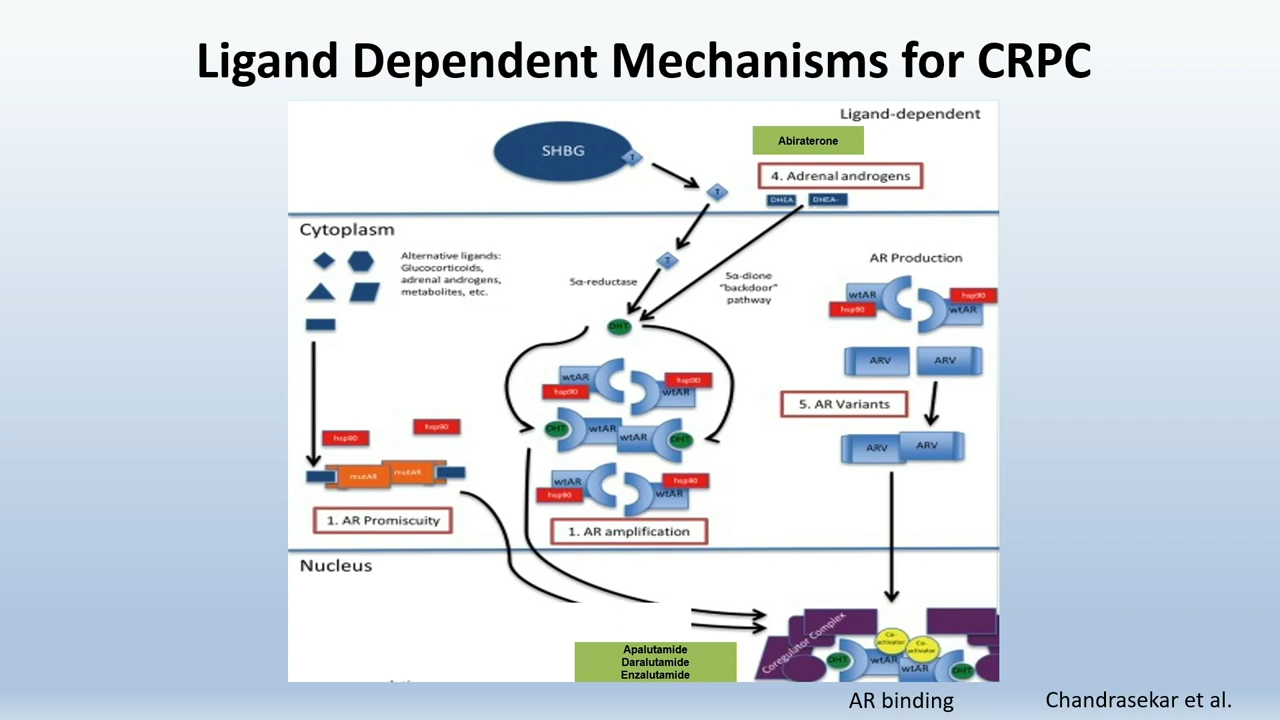 Ligand Dependent Mechanisms for CRPC
Ligand-dependent
Abiraterone
SHBG
T
4. Adrenal androgens
T
DHEA
DHEA-
Cytoplasm
Alternative ligands:
Glucocorticoids,
adrenal androgens,
metabolites, etc.
T
5α-reductase
5α-dione
"backdoor"
pathway
AR Production
wtAR
hsp90
hsp90
wtAR
DHT
ARV
ARV
wtAR
hsp90
hsp90
wtAR
5. AR Variants
DHT
wtAR
wtAR
DHT
hsp90
hsp90
ARV
ARV
mutAR
mutAR
wtAR
hsp90
hsp90
wtAR
1. AR Promiscuity
1. AR amplification
Nucleus
Coregulator Complex
Co-
activator
Co-
activator
DHT
wtAR
wtAR
DHT
Apalutamide
Daralutamide
Enzalutamide
AR binding
Chandrasekar et al.